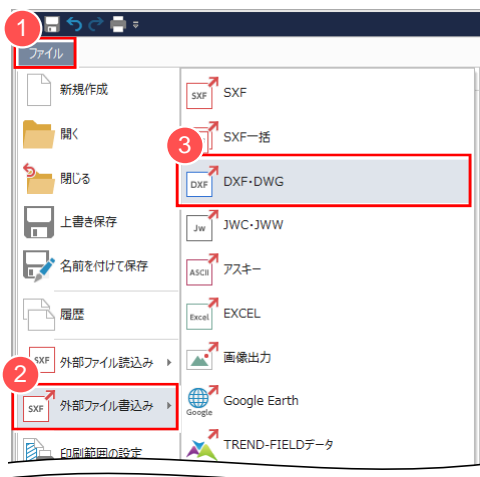 1
ファイル
新規作成
開く
閉じる
上書き保存
名前を付けて保存
履歴
SXF 外部ファイル読込み
2
SXF 外部ファイル書込み
印刷範囲の設定
SXF SXF
SXF一括
3
DXF DXF・DWG
Jw JWC・JWW
ASCII アスキー
Excel EXCEL
画像出力
Google Google Earth
TREND-FIELDデータ